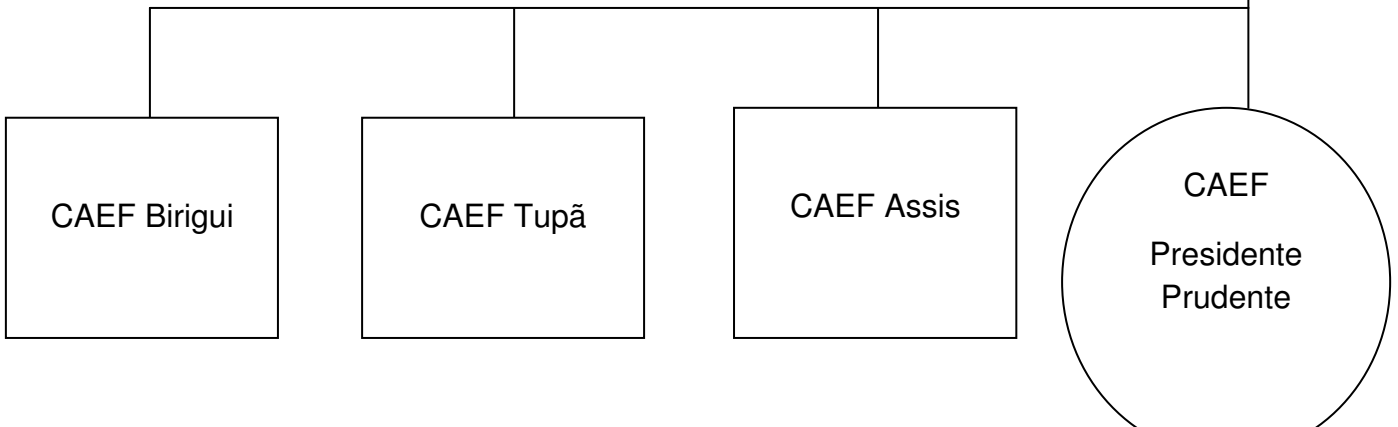 CAEF Birigui
CAEF Tupã
CAEF Assis
CAEF
Presidente
Prudente